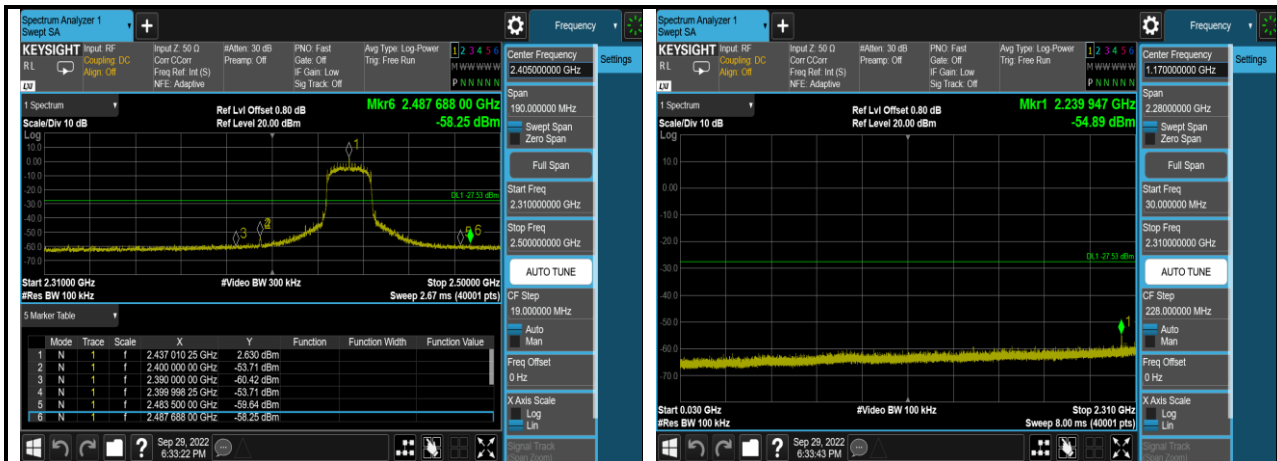 Spectrum Analyzer 1
Swept SA
Frequency
KEYSIGHT
RL
LXI
Input: RF
Coupling: DC
Align: Off
Input Z: 50 Ω
Corr CCorr
Freq Ref: Int (S)
NFE: Adaptive
#Atten: 30 dB
Preamp: Off
PNO: Fast
Gate: Off
IF Gain: Low
Sig Track: Off
Avg Type: Log-Power
Trig: Free Run
1 2 3 4 5 6
M W W W W W
P N N N N N
1 Spectrum
Scale/Div 10 dB
Ref Lvl Offset 0.80 dB
Ref Level 20.00 dBm
Mkr6 2.487 688 00 GHz
-58.25 dBm
Log
10.0
0.00
-10.0
-20.0
-30.0
-40.0
-50.0
-60.0
-70.0
1
DL1 -27.53 dBm
3
6
Start 2.31000 GHz
#Res BW 100 kHz
#Video BW 300 kHz
Stop 2.50000 GHz
Sweep 2.67 ms (40001 pts)
5 Marker Table
Mode Trace Scale X Y Function Function Width Function Value
1 N 1 f 2.437 010 25 GHz 2.630 dBm
2 N 1 f 2.400 000 00 GHz -53.71 dBm
3 N 1 f 2.390 000 00 GHz -60.42 dBm
4 N 1 f 2.399 998 25 GHz -53.71 dBm
5 N 1 f 2.483 500 00 GHz -59.64 dBm
6 N 1 f 2.487 688 00 GHz -58.25 dBm
Sep 29, 2022
6:33:22 PM
Center Frequency
2.405000000 GHz
Settings
Span
190.000000 MHz
Swept Span
Zero Span
Full Span
Start Freq
2.310000000 GHz
Stop Freq
2.500000000 GHz
AUTO TUNE
CF Step
19.000000 MHz
Auto
Man
Freq Offset
0 Hz
X Axis Scale
Log
Lin
Signal Track
(Span Zoom)
Spectrum Analyzer 1
Swept SA
Frequency
KEYSIGHT
RL
LXI
Input: RF
Coupling: DC
Align: Off
Input Z: 50 Ω
Corr CCorr
Freq Ref: Int (S)
NFE: Adaptive
#Atten: 30 dB
Preamp: Off
PNO: Fast
Gate: Off
IF Gain: Low
Sig Track: Off
Avg Type: Log-Power
Trig: Free Run
1 2 3 4 5 6
M W W W W W
P N N N N N
1 Spectrum
Scale/Div 10 dB
Ref Lvl Offset 0.80 dB
Ref Level 20.00 dBm
Mkr1 2.239 947 GHz
-54.89 dBm
Log
10.0
0.00
-10.0
-20.0
-30.0
-40.0
-50.0
-60.0
-70.0
DL1 -27.53 dBm
1
Start 0.030 GHz
#Res BW 100 kHz
#Video BW 100 kHz
Stop 2.310 GHz
Sweep 8.00 ms (40001 pts)
Sep 29, 2022
6:33:43 PM
Center Frequency
1.170000000 GHz
Settings
Span
2.28000000 GHz
Swept Span
Zero Span
Full Span
Start Freq
30.000000 MHz
Stop Freq
2.310000000 GHz
AUTO TUNE
CF Step
228.000000 MHz
Auto
Man
Freq Offset
0 Hz
X Axis Scale
Log
Lin
Signal Track
(Span Zoom)